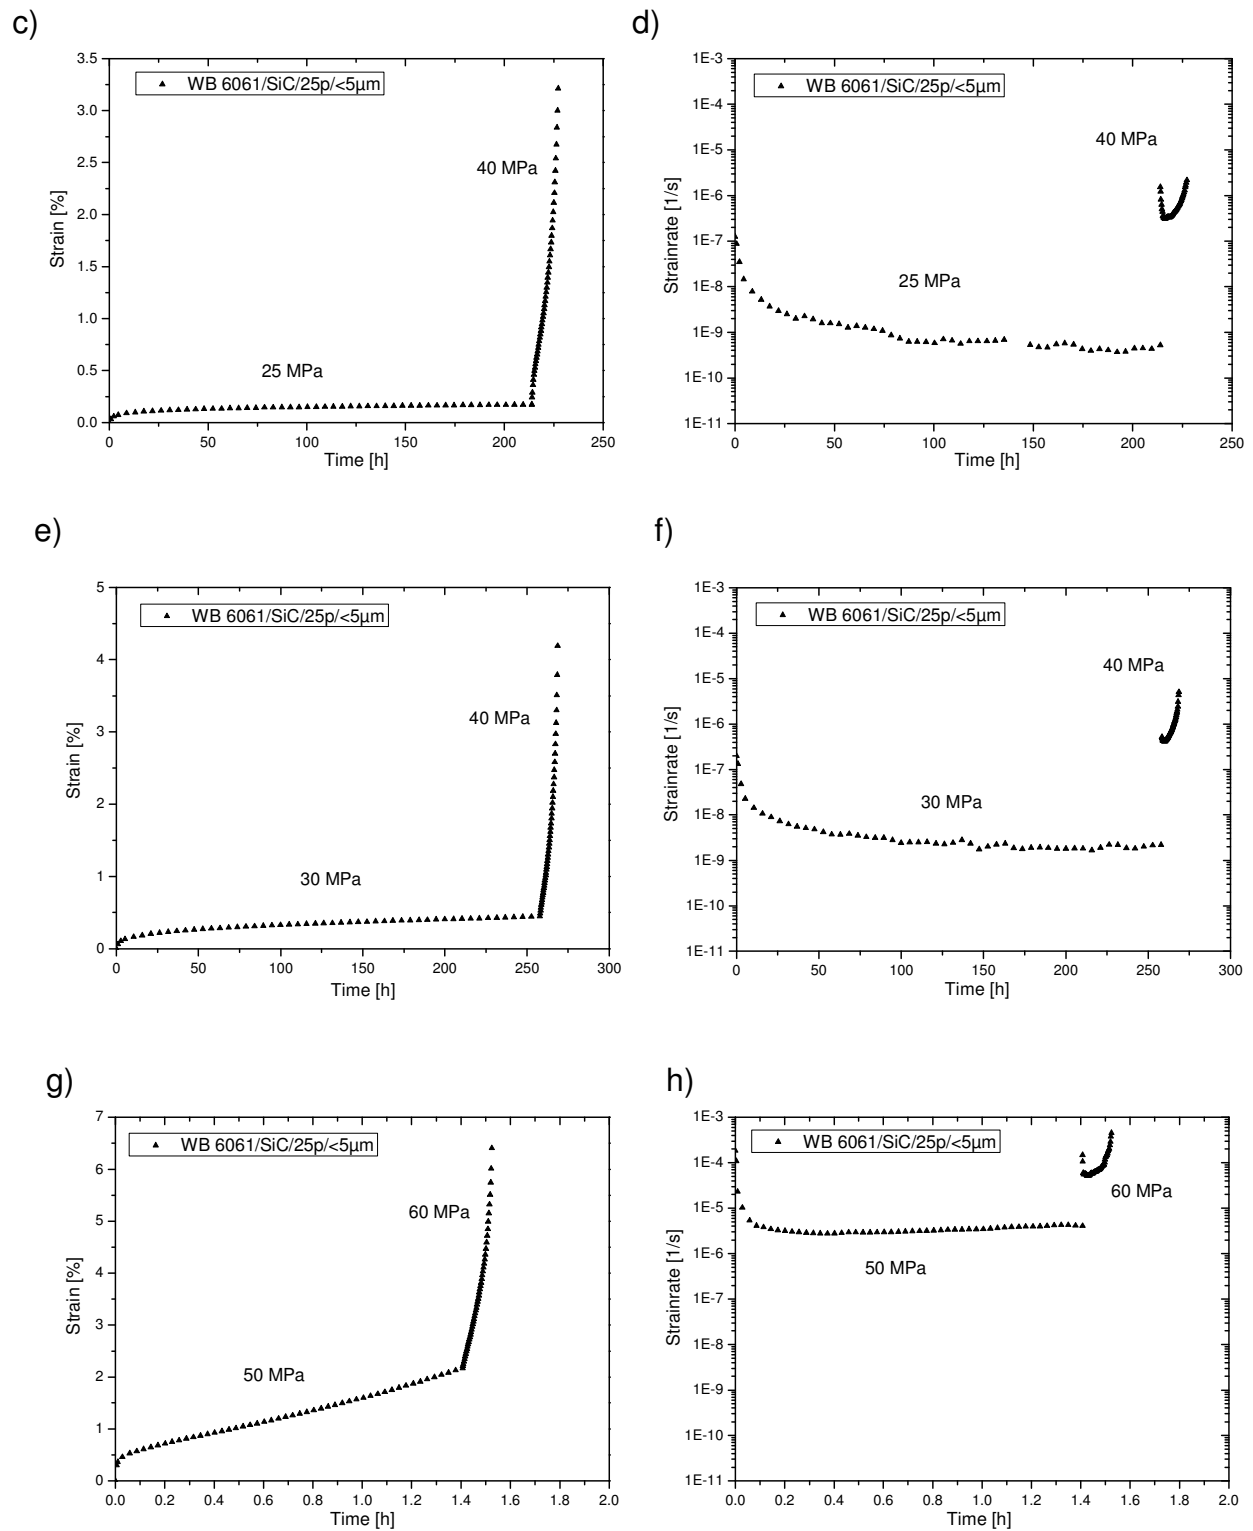 c)
3.5
3.0
2.5
2.0
1.5
1.0
0.5
0.0
Strain [%]
WB 6061/SiC/25p/<5µm
40 MPa
25 MPa
0 50 100 150 200 250
Time [h]
d)
1E-3
1E-4
1E-5
1E-6
1E-7
1E-8
1E-9
1E-10
1E-11
Strainrate [1/s]
WB 6061/SiC/25p/<5µm
40 MPa
25 MPa
0 50 100 150 200 250
Time [h]
e)
5
4
3
2
1
0
Strain [%]
WB 6061/SiC/25p/<5µm
40 MPa
30 MPa
0 50 100 150 200 250 300
Time [h]
f)
1E-3
1E-4
1E-5
1E-6
1E-7
1E-8
1E-9
1E-10
1E-11
Strainrate [1/s]
WB 6061/SiC/25p/<5µm
40 MPa
30 MPa
0 50 100 150 200 250 300
Time [h]
g)
7
6
5
4
3
2
1
0
Strain [%]
WB 6061/SiC/25p/<5µm
60 MPa
50 MPa
0.0 0.2 0.4 0.6 0.8 1.0 1.2 1.4 1.6 1.8 2.0
Time [h]
h)
1E-3
1E-4
1E-5
1E-6
1E-7
1E-8
1E-9
1E-10
1E-11
Strainrate [1/s]
WB 6061/SiC/25p/<5µm
60 MPa
50 MPa
0.0 0.2 0.4 0.6 0.8 1.0 1.2 1.4 1.6 1.8 2.0
Time [h]